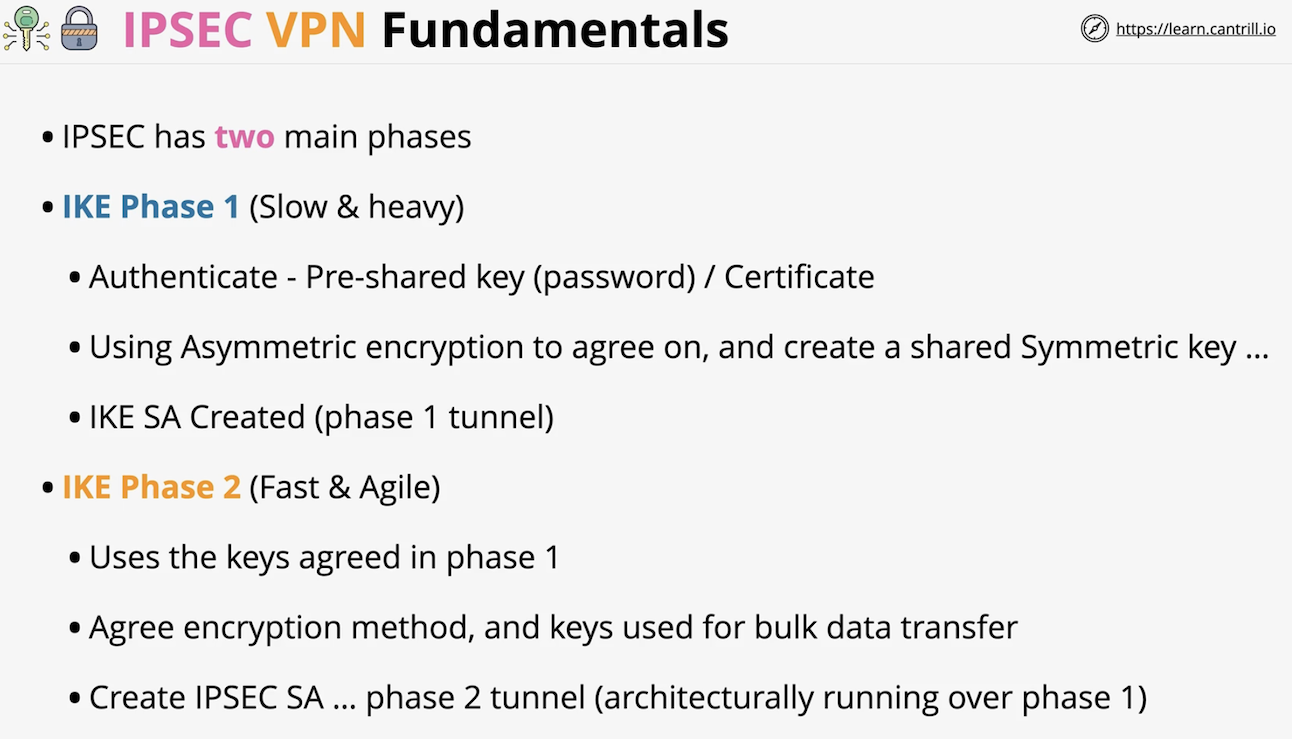 IPSEC VPN Fundamentals
https://learn.cantrill.io
• IPSEC has two main phases
• IKE Phase 1 (Slow & heavy)
• Authenticate - Pre-shared key (password) / Certificate
• Using Asymmetric encryption to agree on, and create a shared Symmetric key ...
• IKE SA Created (phase 1 tunnel)
• IKE Phase 2 (Fast & Agile)
• Uses the keys agreed in phase 1
• Agree encryption method, and keys used for bulk data transfer
• Create IPSEC SA ... phase 2 tunnel (architecturally running over phase 1)